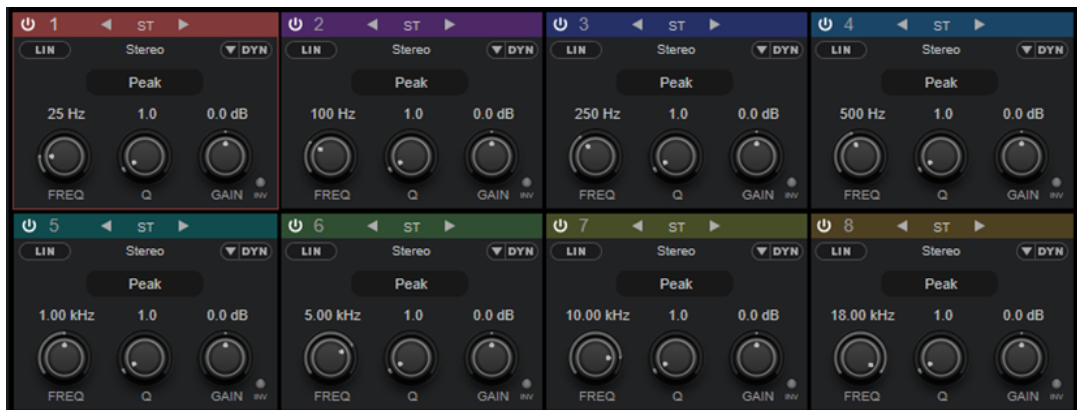 1 ST 2 ST 3 ST 4 ST
LIN Stereo DYN LIN Stereo DYN LIN Stereo DYN LIN Stereo DYN
Peak Peak Peak Peak
25 Hz 1.0 0.0 dB 100 Hz 1.0 0.0 dB 250 Hz 1.0 0.0 dB 500 Hz 1.0 0.0 dB
FREQ Q GAIN INV FREQ Q GAIN INV FREQ Q GAIN INV FREQ Q GAIN INV
5 ST 6 ST 7 ST 8 ST
LIN Stereo DYN LIN Stereo DYN LIN Stereo DYN LIN Stereo DYN
Peak Peak Peak Peak
1.00 kHz 1.0 0.0 dB 5.00 kHz 1.0 0.0 dB 10.00 kHz 1.0 0.0 dB 18.00 kHz 1.0 0.0 dB
FREQ Q GAIN INV FREQ Q GAIN INV FREQ Q GAIN INV FREQ Q GAIN INV